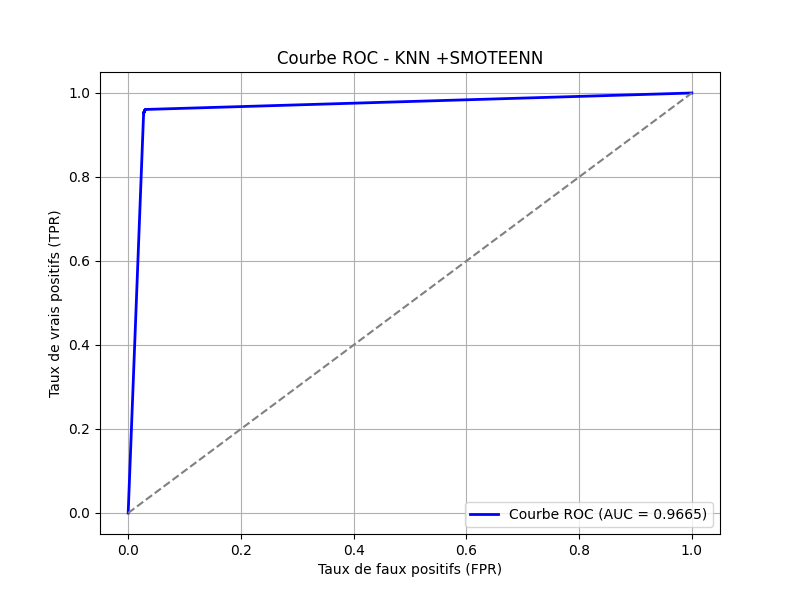 Courbe ROC - KNN +SMOTEENN
Taux de vrais positifs (TPR)
1.0
0.8
0.6
0.4
0.2
0.0
Courbe ROC (AUC = 0.9665)
0.0 0.2 0.4 0.6 0.8 1.0
Taux de faux positifs (FPR)